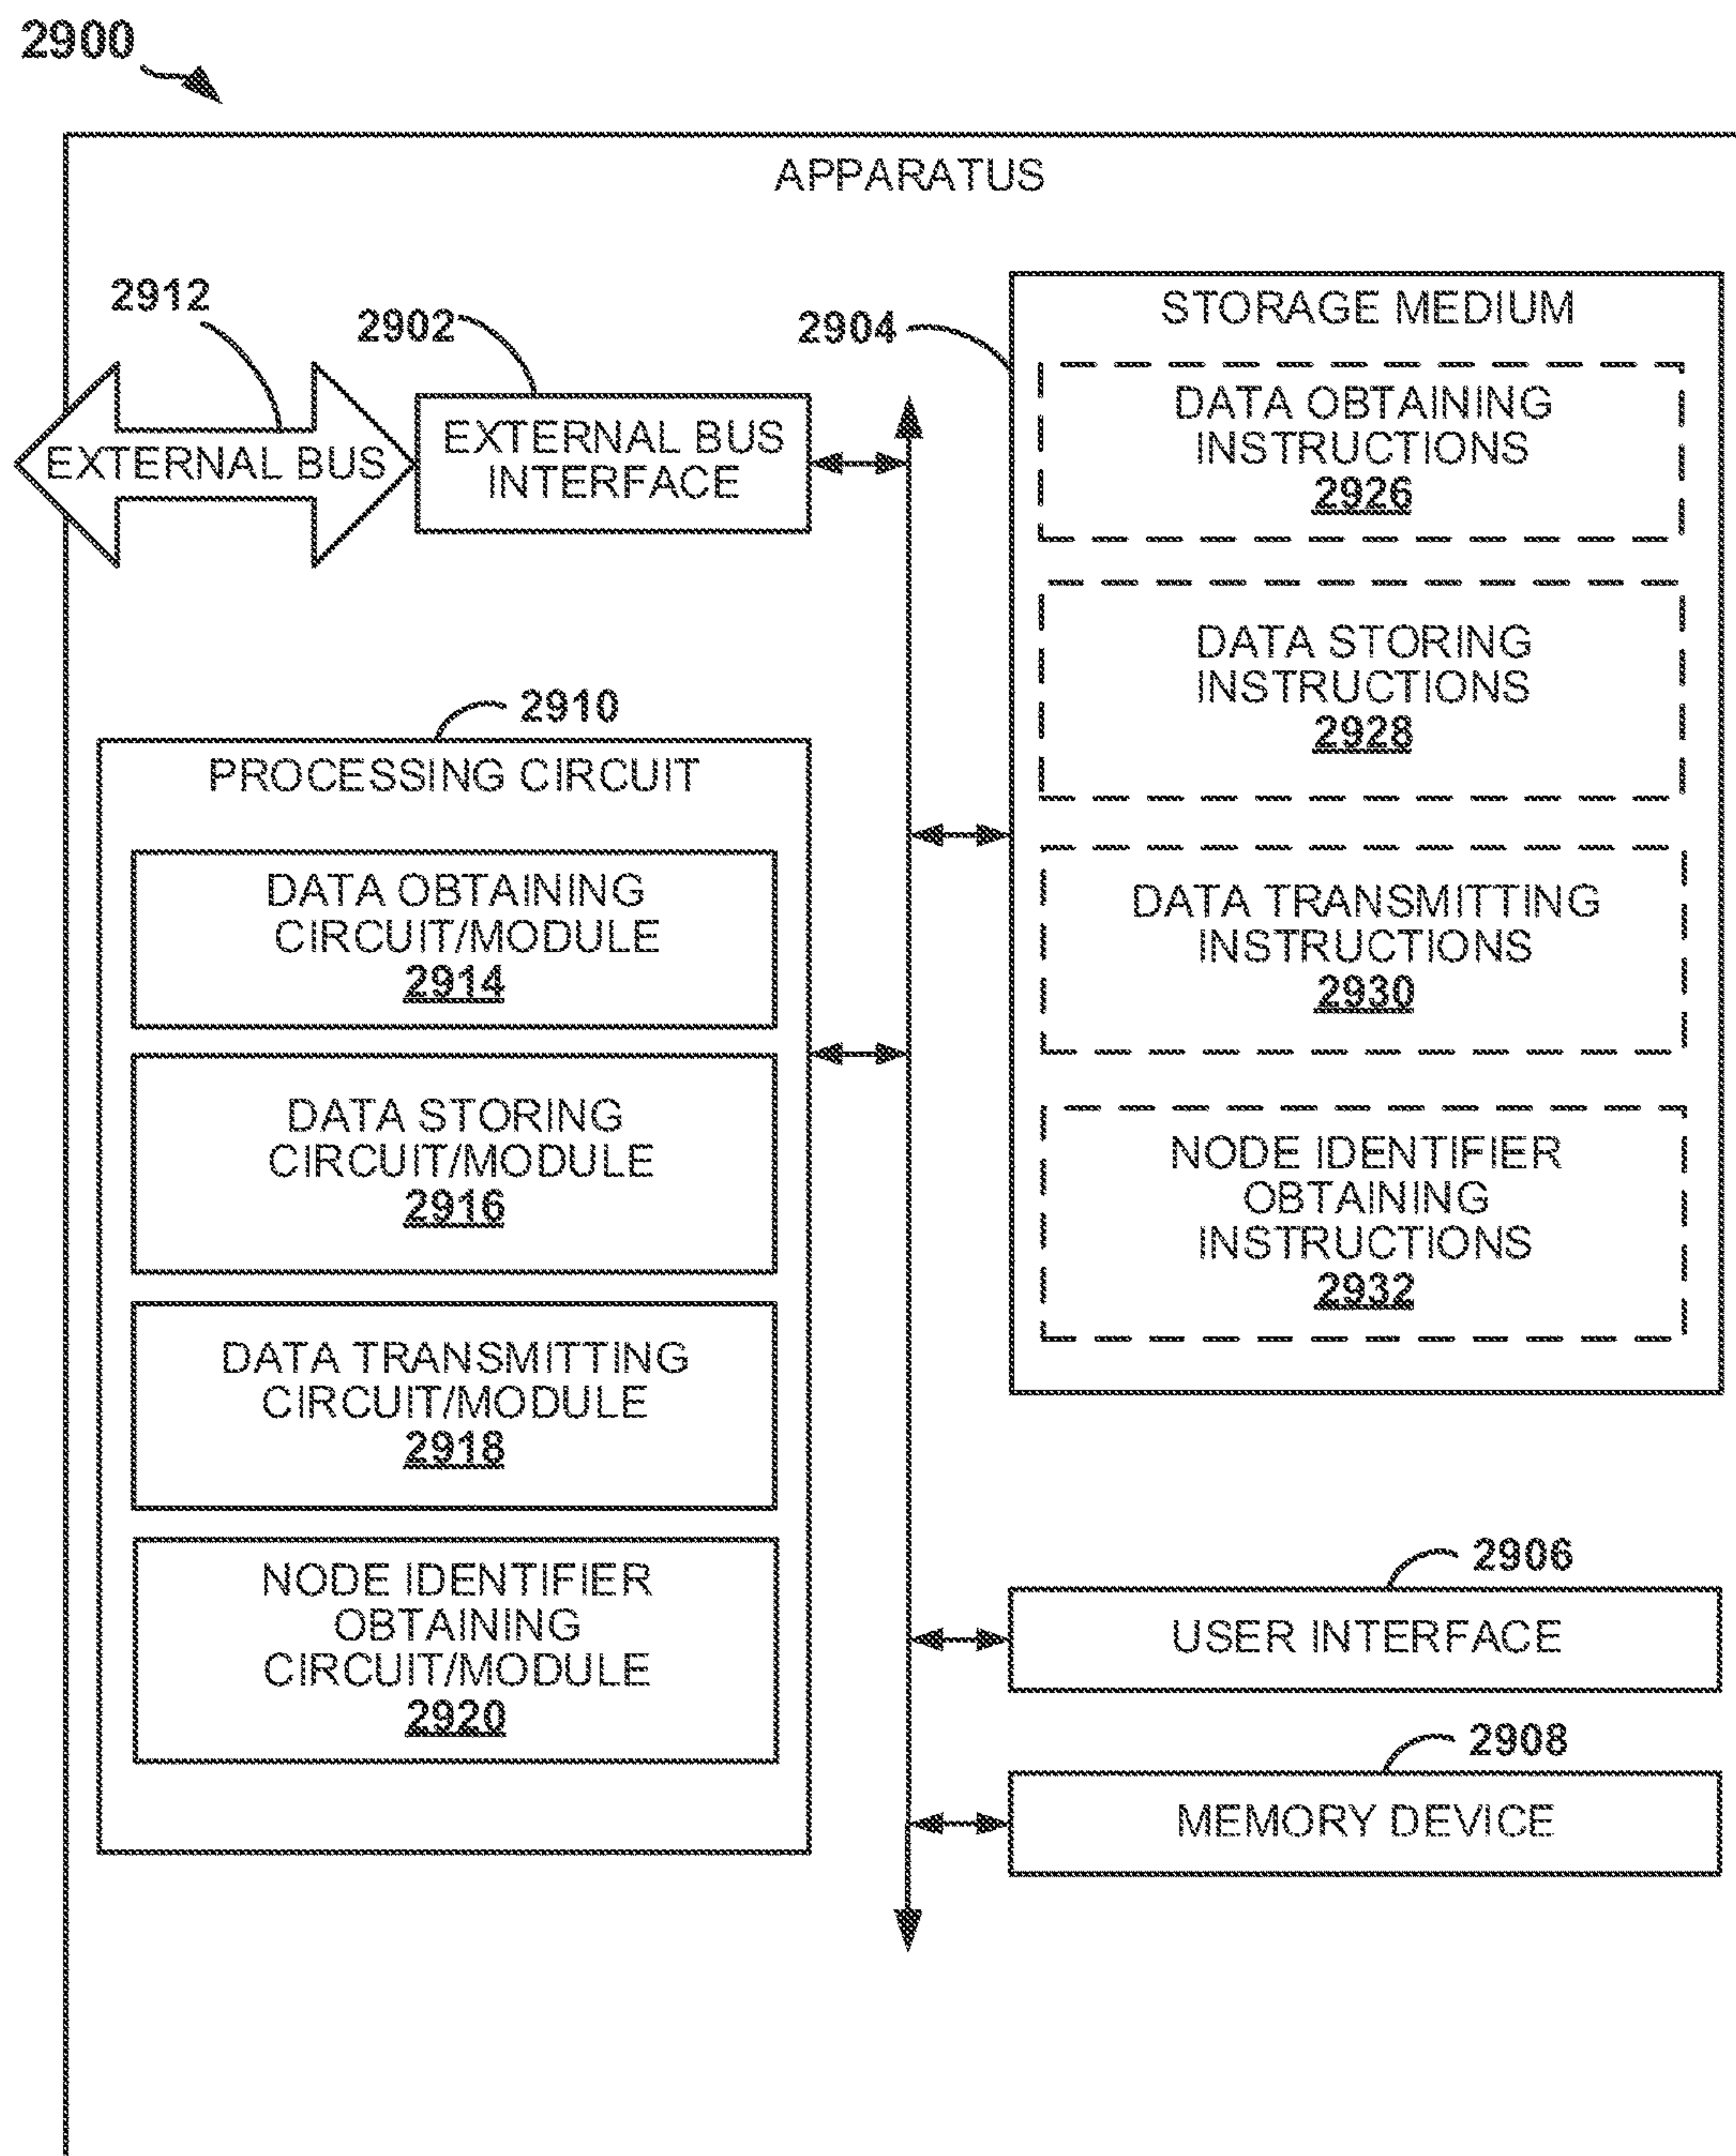 2900
APPARATUS
2912
2902
EXTERNAL BUS
EXTERNAL BUS
INTERFACE
2910
PROCESSING CIRCUIT
DATA OBTAINING
CIRCUIT/MODULE
2914
DATA STORING
CIRCUIT/MODULE
2916
DATA TRANSMITTING
CIRCUIT/MODULE
2918
NODE IDENTIFIER
OBTAINING
CIRCUIT/MODULE
2920
2904
STORAGE MEDIUM
DATA OBTAINING
INSTRUCTIONS
2926
DATA STORING
INSTRUCTIONS
2928
DATA TRANSMITTING
INSTRUCTIONS
2930
NODE IDENTIFIER
OBTAINING
INSTRUCTIONS
2932
2906
USER INTERFACE
2908
MEMORY DEVICE